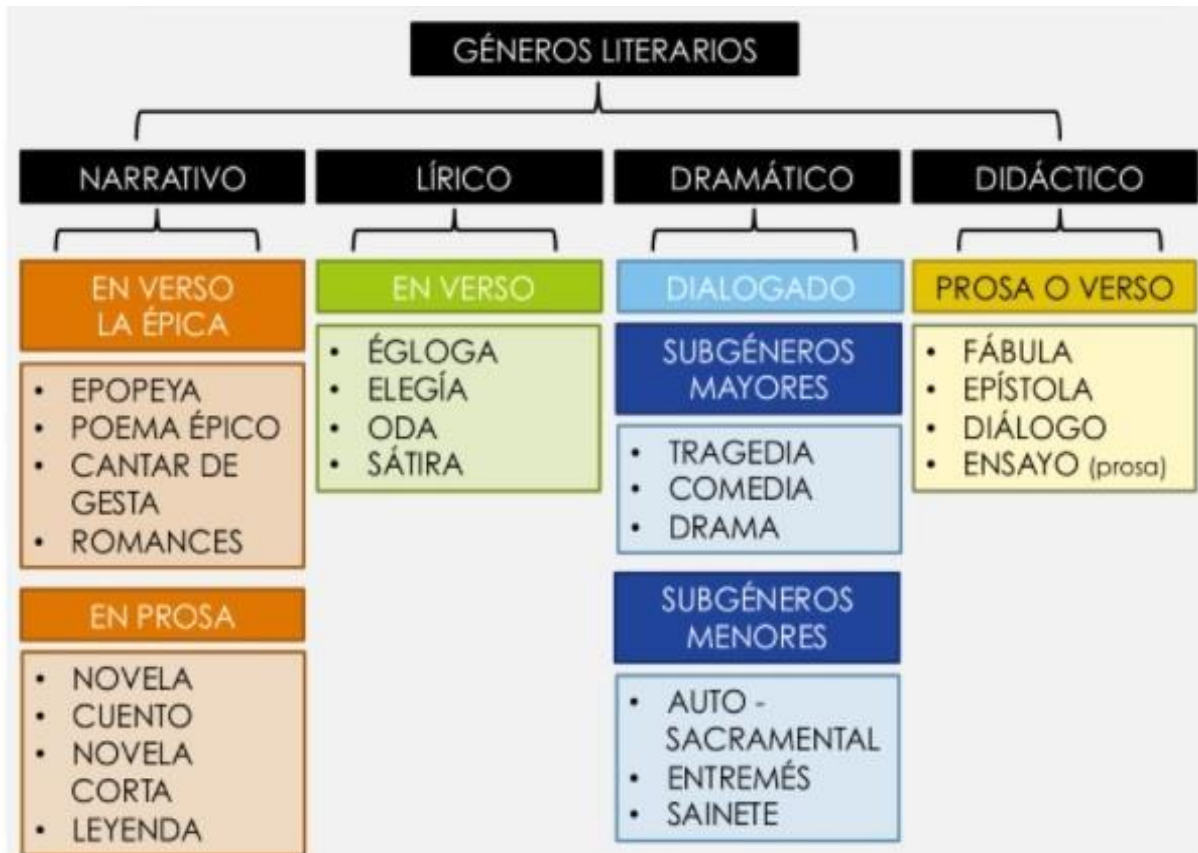 GÉNEROS LITERARIOS
NARRATIVO
EN VERSO
LA ÉPICA
• EPOPEYA
• POEMA ÉPICO
• CANTAR DE
GESTA
• ROMANCES
EN PROSA
• NOVELA
• CUENTO
• NOVELA
CORTA
• LEYENDA
LÍRICO
EN VERSO
• ÉGLOGA
• ELEGÍA
• ODA
• SÁTIRA
DRAMÁTICO
DIALOGADO
SUBGÉNEROS
MAYORES
• TRAGEDIA
• COMEDIA
• DRAMA
SUBGÉNEROS
MENORES
• AUTO -
SACRAMENTAL
• ENTREMÉS
• SAINETE
DIDÁCTICO
PROSA O VERSO
• FÁBULA
• EPÍSTOLA
• DIÁLOGO
• ENSAYO (prosa)